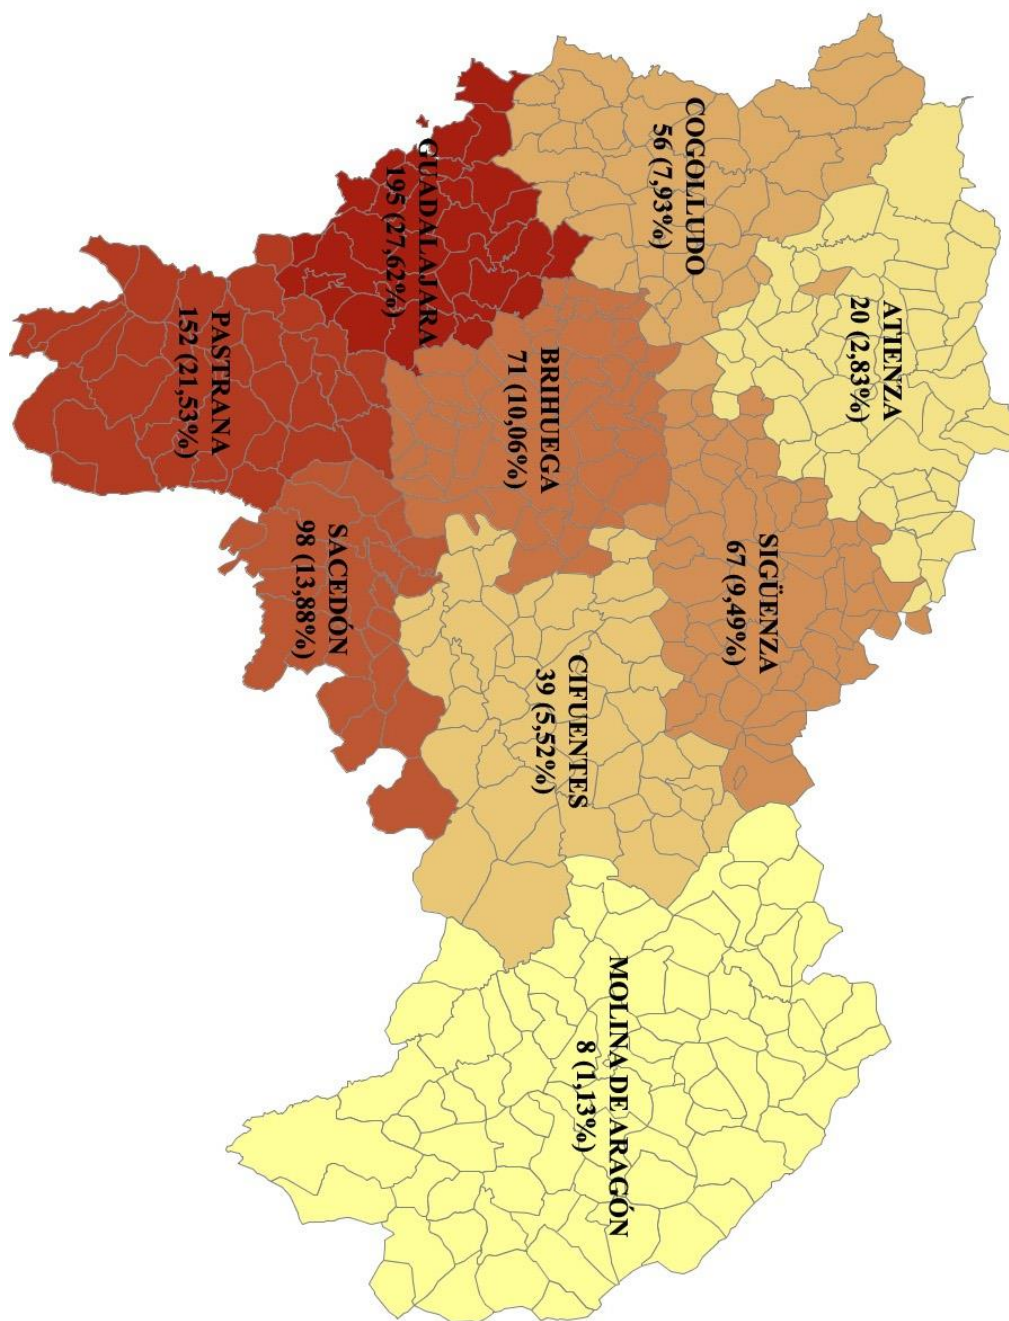 COGOLLUDO
56 (7,93%)
GUADALAJARA
195 (27,62%)
ATIENZA
20 (2,83%)
BRIHUEGA
71 (10,06%)
PASTRANA
152 (21,53%)
SIGÜENZA
67 (9,49%)
SACEDÓN
98 (13,88%)
CIFUENTES
39 (5,52%)
MOLINA DE ARAGÓN
8 (1,13%)